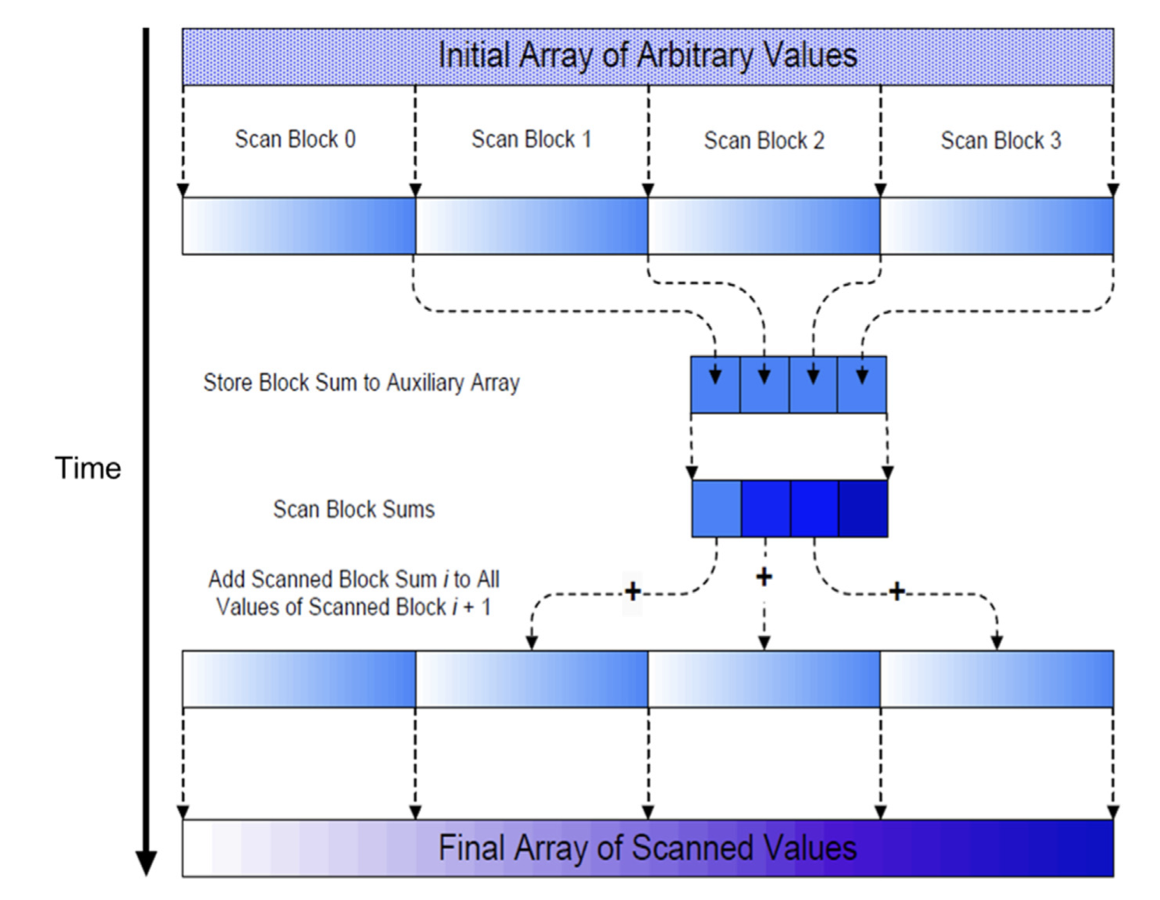 Initial Array of Arbitrary Values
Scan Block 0
Scan Block 1
Scan Block 2
Scan Block 3
Store Block Sum to Auxiliary Array
Time
Scan Block Sums
Add Scanned Block Sum i to All
Values of Scanned Block i + 1
+
+
+
Final Array of Scanned Values